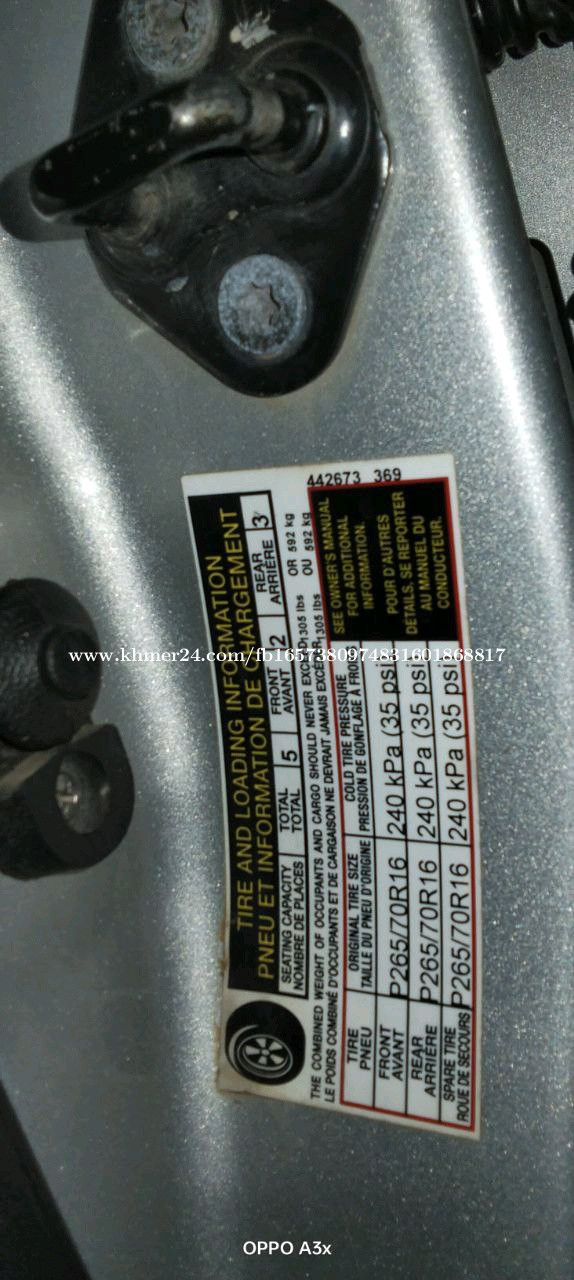 442673 369
TIRE AND LOADING INFORMATION
PNEU ET INFORMATION DE CHARGEMENT
SEATING CAPACITY
NOMBRE DE PLACES
TOTAL
TOTAL
5
FRONT
AVANT
2
REAR
ARRIÈRE
3
THE COMBINED WEIGHT OF OCCUPANTS AND CARGO SHOULD NEVER EXCEED 1305 lbs OR 592 kg
LE POIDS COMBINÉ D'OCCUPANTS ET DE CARGAISON NE DEVRAIT JAMAIS EXCEDER 1305 lbs OU 592 kg
TIRE
PNEU
ORIGINAL TIRE SIZE
TAILLE DU PNEU D'ORIGINE
COLD TIRE PRESSURE
PRESSION DE GONFLAGE À FROID
FRONT
AVANT
P265/70R16
240 kPa (35 psi)
REAR
ARRIÈRE
P265/70R16
240 kPa (35 psi)
SPARE TIRE
ROUE DE SECOURS
P265/70R16
240 kPa (35 psi)
SEE OWNER'S MANUAL
FOR ADDITIONAL
INFORMATION.
POUR D'AUTRES
DETAILS, SE REPORTER
AU MANUEL DU
CONDUCTEUR.
www.khmer24.com/fb1657380974831601868817
OPPO A3x